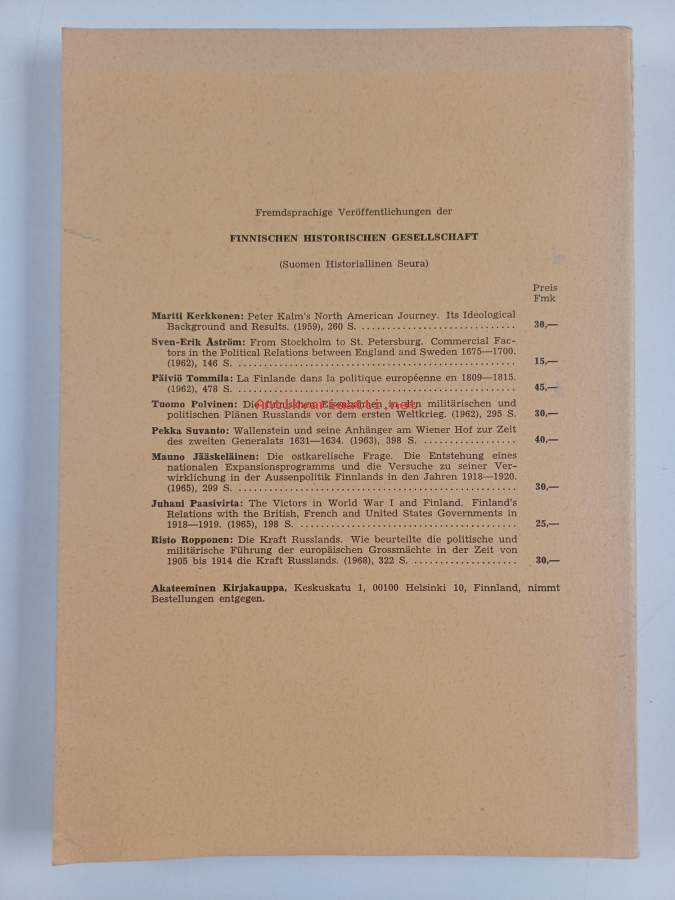 Fremdsprachige Veröffentlichungen der
FINNISCHEN HISTORISCHEN GESELLSCHAFT
(Suomen Historiallinen Seura)
Preis
Fmk
Martti Kerkkonen: Peter Kalm's North American Journey. Its Ideological
Background and Results. (1959), 260 S. .............................. 30,—
Sven-Erik Åström: From Stockholm to St. Petersburg. Commercial Fac-
tors in the Political Relations between England and Sweden 1675—1700.
(1962), 146 S. ...................................................... 15,—
Päiviö Tommila: La Finlande dans la politique européenne en 1809—1815.
(1962), 478 S. ...................................................... 45,—
Tuomo Polvinen: Die finnischen Eisenbahnen in den militärischen und
Antikvariaatti.net
politischen Plänen Russlands vor dem ersten Weltkrieg. (1962), 295 S. 30,—
Pekka Suvanto: Wallenstein und seine Anhänger am Wiener Hof zur Zeit
des zweiten Generalats 1631—1634. (1963), 398 S. .................. 40,—
Mauno Jääskeläinen: Die ostkarelische Frage. Die Entstehung eines
nationalen Expansionsprogramms und die Versuche zu seiner Ver-
wirklichung in der Aussenpolitik Finnlands in den Jahren 1918—1920.
(1965), 299 S. ...................................................... 30,—
Juhani Paasivirta: The Victors in World War I and Finland. Finland's
Relations with the British, French and United States Governments in
1918—1919. (1965), 198 S. .......................................... 25,—
Risto Ropponen: Die Kraft Russlands. Wie beurteilte die politische und
militärische Führung der europäischen Grossmächte in der Zeit von
1905 bis 1914 die Kraft Russlands. (1968), 322 S. .................... 30,—
Akateeminen Kirjakauppa, Keskuskatu 1, 00100 Helsinki 10, Finnland, nimmt
Bestellungen entgegen.